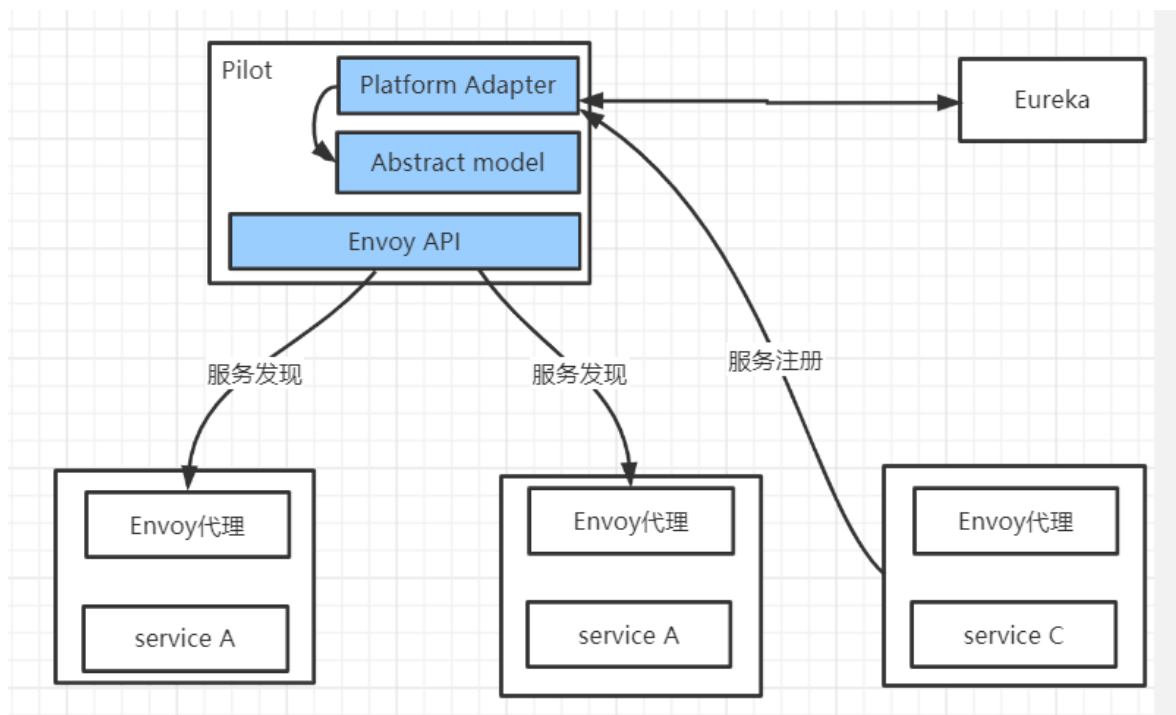 Pilot
Platform Adapter
Eureka
Abstract model
Envoy API
服务发现
服务发现
服务注册
Envoy代理
Envoy代理
Envoy代理
service A
service A
service C